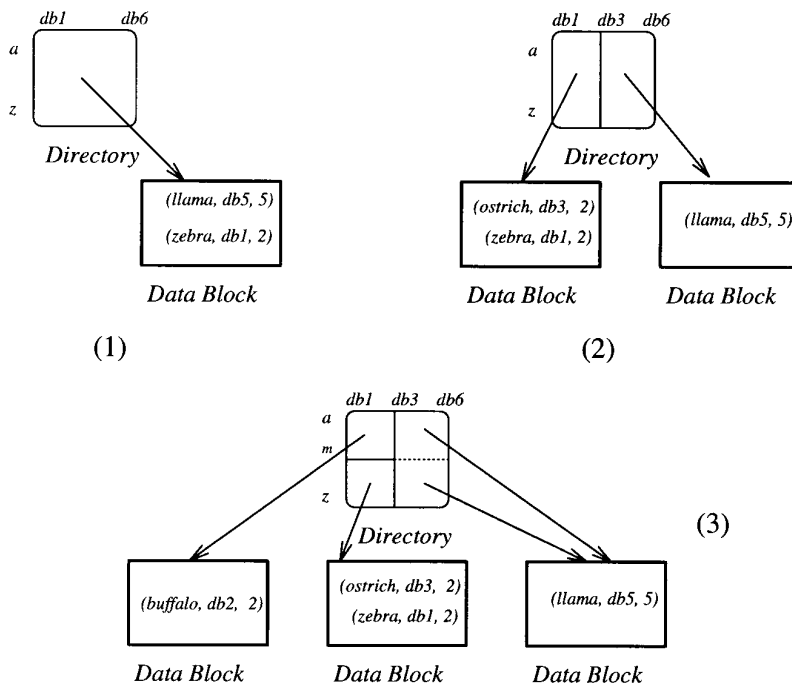 db1 db6
a
z
Directory
(llama, db5, 5)
(zebra, db1, 2)
Data Block
(1)
db1 db3 db6
a
z
Directory
(ostrich, db3, 2)
(zebra, db1, 2)
Data Block
(llama, db5, 5)
Data Block
(2)
db1 db3 db6
a
m
z
Directory
(3)
(buffalo, db2, 2)
Data Block
(ostrich, db3, 2)
(zebra, db1, 2)
Data Block
(llama, db5, 5)
Data Block